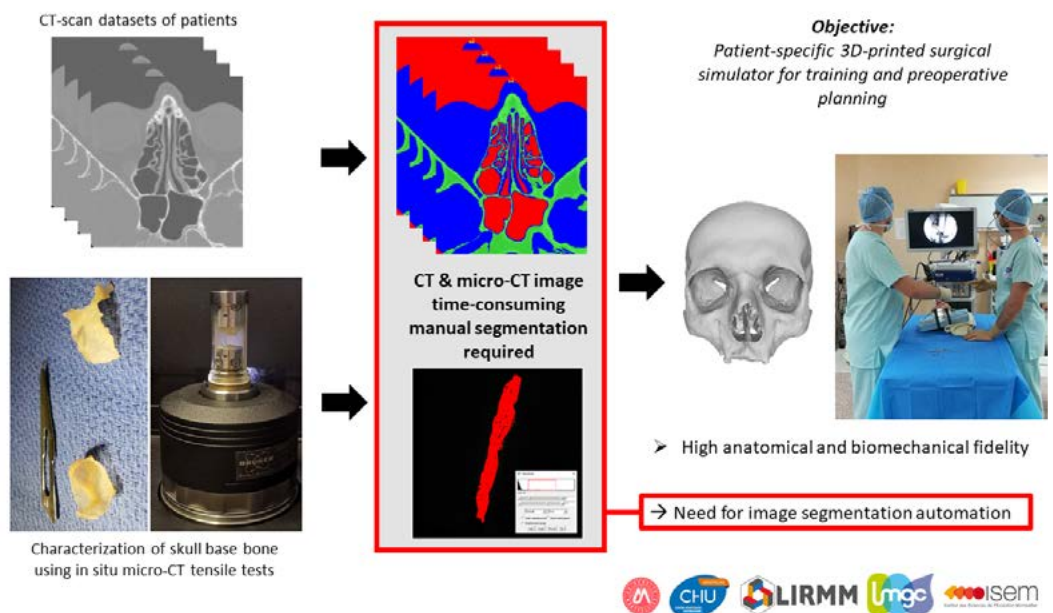 CT-scan datasets of patients
Objective:
Patient-specific 3D-printed surgical
simulator for training and preoperative
planning
CT & micro-CT image
time-consuming
manual segmentation
required
BRUKER
➢ High anatomical and biomechanical fidelity
→ Need for image segmentation automation
Characterization of skull base bone
using in situ micro-CT tensile tests
CHU
LIRMM
lmgc
isem